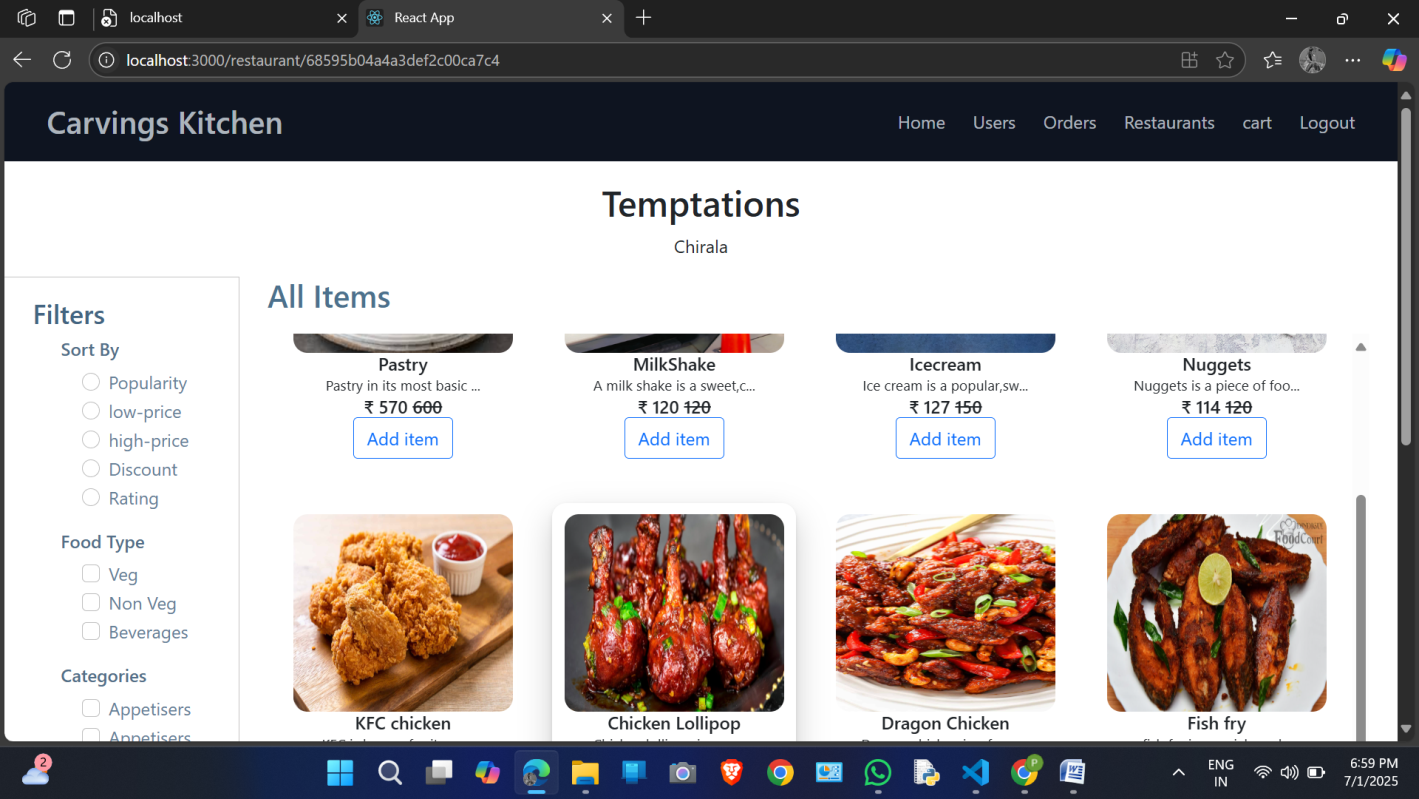 localhost
React App
localhost:3000/restaurant/68595b04a4a3def2c00ca7c4
Carvings Kitchen
Home Users Orders Restaurants cart Logout
Temptations
Chirala
Filters
Sort By
Popularity
low-price
high-price
Discount
Rating
Food Type
Veg
Non Veg
Beverages
Categories
Appetisers
Appetisers
All Items
Pastry
Pastry in its most basic ...
₹ 570 600
Add item
MilkShake
A milk shake is a sweet,c...
₹ 120 120
Add item
Icecream
Ice cream is a popular,sw...
₹ 127 150
Add item
Nuggets
Nuggets is a piece of foo...
₹ 114 120
Add item
KFC chicken
Chicken Lollipop
Dragon Chicken
FoodCourt
Fish fry
2
P
W
ENG
IN
6:59 PM
7/1/2025